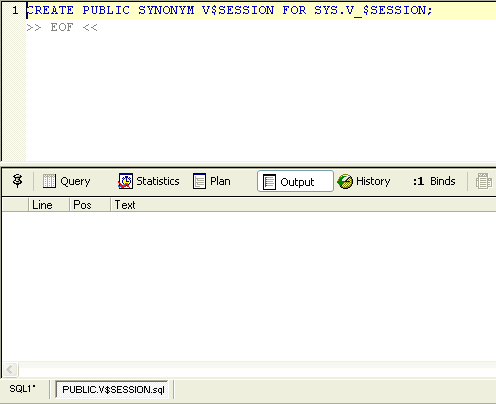 1 CREATE PUBLIC SYNONYM V$SESSION FOR SYS.V_$SESSION;
>> EOF <<
Query Statistics Plan Output History :1 Binds
Line Pos Text
SQL1* PUBLIC.V$SESSION.sql